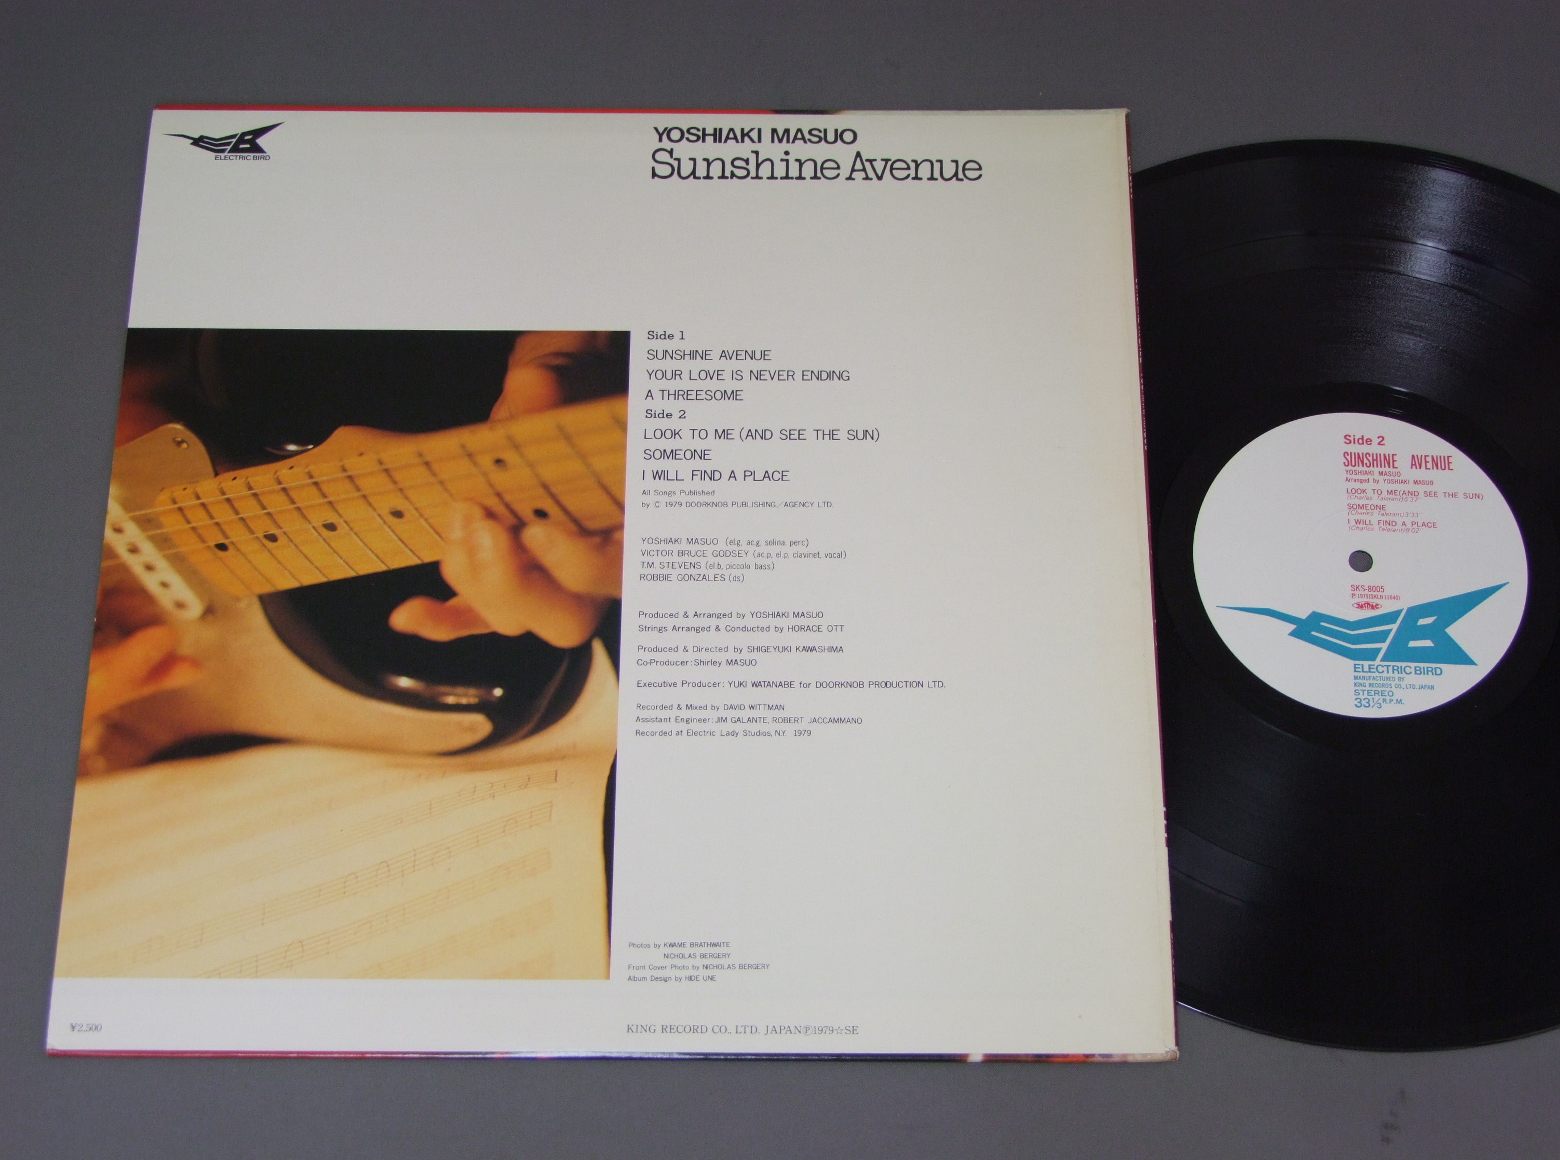 ELECTRIC BIRD
YOSHIAKI MASUO
Sunshine Avenue
Side 1
SUNSHINE AVENUE
YOUR LOVE IS NEVER ENDING
A THREESOME
Side 2
LOOK TO ME (AND SEE THE SUN)
SOMEONE
I WILL FIND A PLACE
All Songs Published
by © 1979 DOORKNOB PUBLISHING/AGENCY LTD.
YOSHIAKI MASUO (el.g, ac.g, solina, perc)
VICTOR BRUCE GODSEY (ac.p, el.p, clavinet, vocal)
T.M. STEVENS (el.b, piccolo bass)
ROBBIE GONZALES (ds)
Produced & Arranged by YOSHIAKI MASUO
Strings Arranged & Conducted by HORACE OTT
Produced & Directed by SHIGEYUKI KAWASHIMA
Co-Producer: Shirley MASUO
Executive Producer: YUKI WATANABE for DOORKNOB PRODUCTION LTD.
Recorded & Mixed by DAVID WITTMAN
Assistant Engineer: JIM GALANTE, ROBERT JACCAMMANO
Recorded at Electric Lady Studios, N.Y. 1979
Photos by KWAME BRATHWAITE
NICHOLAS BERGERY
Front Cover Photo by NICHOLAS BERGERY
Album Design by HIDE UNE
¥2,500
KING RECORD CO., LTD. JAPAN Ⓟ1979☆SE
Side 2
SUNSHINE AVENUE
YOSHIAKI MASUO
Arranged by YOSHIAKI MASUO
LOOK TO ME(AND SEE THE SUN)
SOMEONE
I WILL FIND A PLACE
SKS-8005
EB
ELECTRIC BIRD
MANUFACTURED BY
KING RECORDS CO., LTD. JAPAN
STEREO
33⅓ R.P.M.